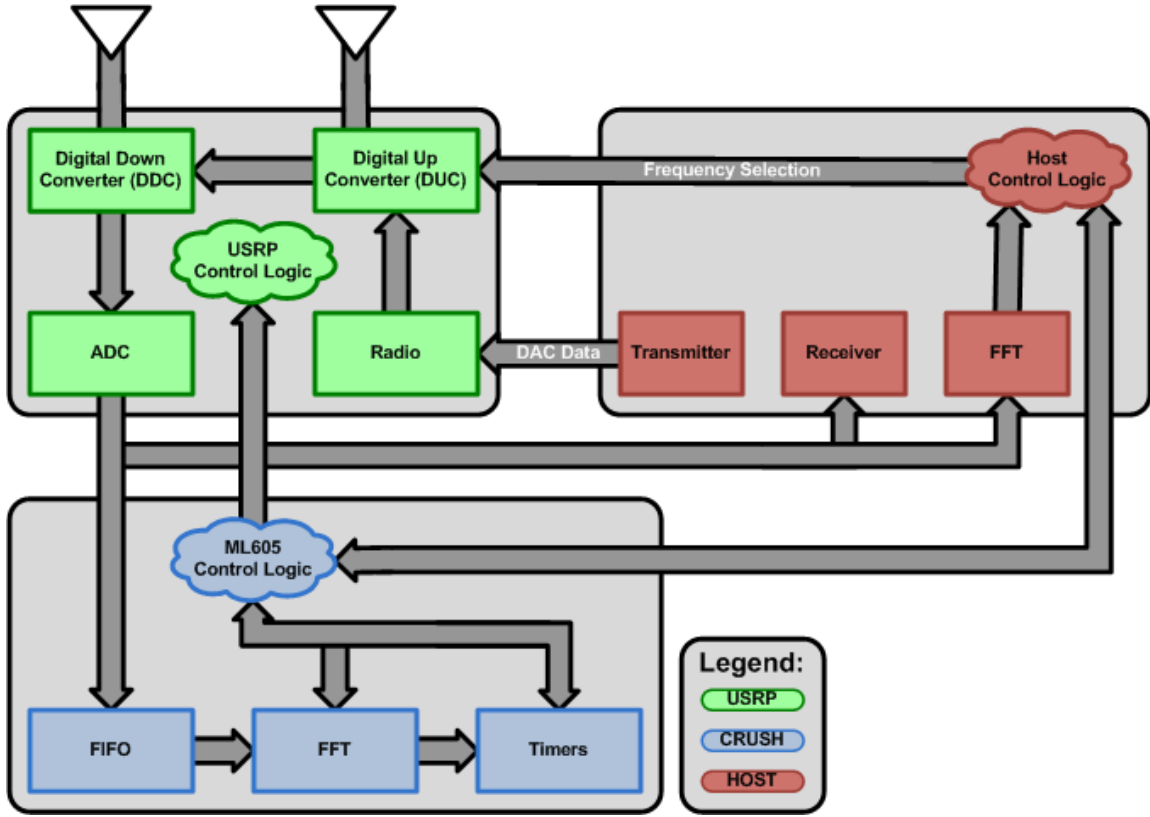 Digital Down
Converter (DDC)
Digital Up
Converter (DUC)
Frequency Selection
Host
Control Logic
USRP
Control Logic
ADC
Radio
DAC Data
Transmitter
Receiver
FFT
ML605
Control Logic
FIFO
FFT
Timers
Legend:
USRP
CRUSH
HOST